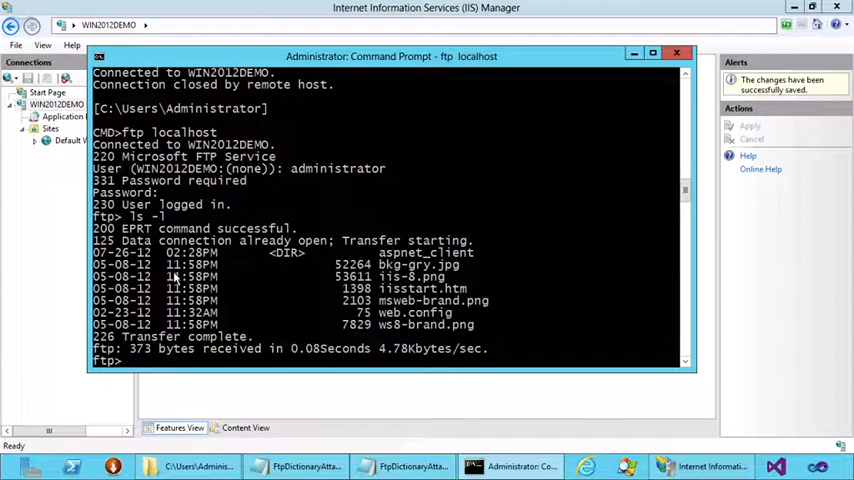 Internet Information Services (IIS) Manager
WIN2012DEMO
File View Help
Connections
Start Page
WIN2012DEMO
Application
Sites
Default W
Administrator: Command Prompt - ftp localhost
Connected to WIN2012DEMO.
Connection closed by remote host.
[C:\Users\Administrator]
CMD>ftp localhost
Connected to WIN2012DEMO.
220 Microsoft FTP Service
User (WIN2012DEMO:(none)): administrator
331 Password required
Password:
230 User logged in.
ftp> ls -l
200 EPRT command successful.
125 Data connection already open; Transfer starting.
07-26-12 02:28PM <DIR> aspnet_client
05-08-12 11:58PM 52264 bkg-gry.jpg
05-08-12 11:58PM 53611 iis-8.png
05-08-12 11:58PM 1398 iisstart.htm
05-08-12 11:58PM 2103 msweb-brand.png
02-23-12 11:32AM 75 web.config
05-08-12 11:58PM 7829 ws8-brand.png
226 Transfer complete.
ftp: 373 bytes received in 0.08Seconds 4.78Kbytes/sec.
ftp>
Alerts
The changes have been
successfully saved.
Actions
Apply
Cancel
Help
Online Help
Features View Content View
Ready
C:\Users\Adminis... FtpDictionaryAtta... FtpDictionaryAtta... Administrator: Co... Internet Informati...